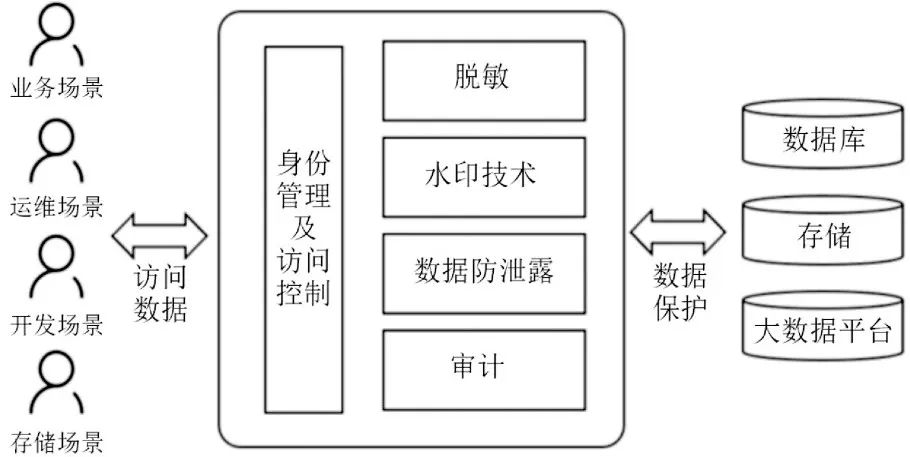 业务场景
运维场景
开发场景
存储场景
访问
数据
身份
管理
及
访问
控制
脱敏
水印技术
数据防泄露
审计
数据
保护
数据库
存储
大数据平台